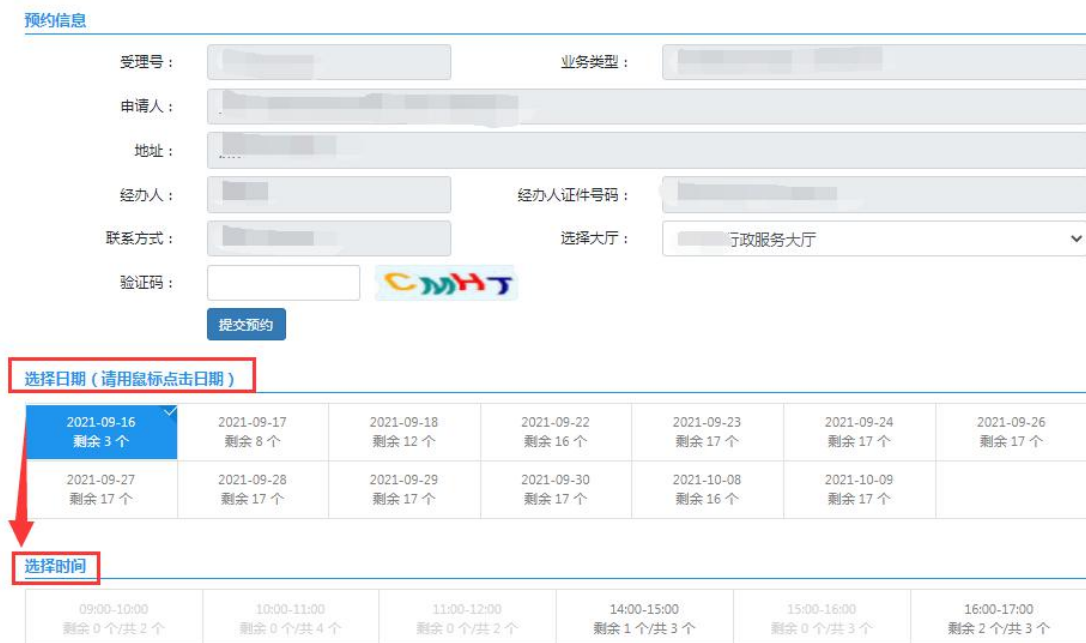 预约信息
受理号： 业务类型：
申请人：
地址：
经办人： 经办人证件号码：
联系方式： 选择大厅： 行政服务大厅
验证码： CMHT
提交预约
选择日期（请用鼠标点击日期）
2021-09-16 2021-09-17 2021-09-18 2021-09-22 2021-09-23 2021-09-24 2021-09-26
剩余 3 个 剩余 8 个 剩余 12 个 剩余 16 个 剩余 17 个 剩余 17 个 剩余 17 个
2021-09-27 2021-09-28 2021-09-29 2021-09-30 2021-10-08 2021-10-09
剩余 17 个 剩余 17 个 剩余 17 个 剩余 17 个 剩余 16 个 剩余 17 个
选择时间
09:00-10:00 10:00-11:00 11:00-12:00 14:00-15:00 15:00-16:00 16:00-17:00
剩余 0 个/共 2 个 剩余 0 个/共 4 个 剩余 0 个/共 2 个 剩余 1 个/共 3 个 剩余 0 个/共 3 个 剩余 2 个/共 3 个